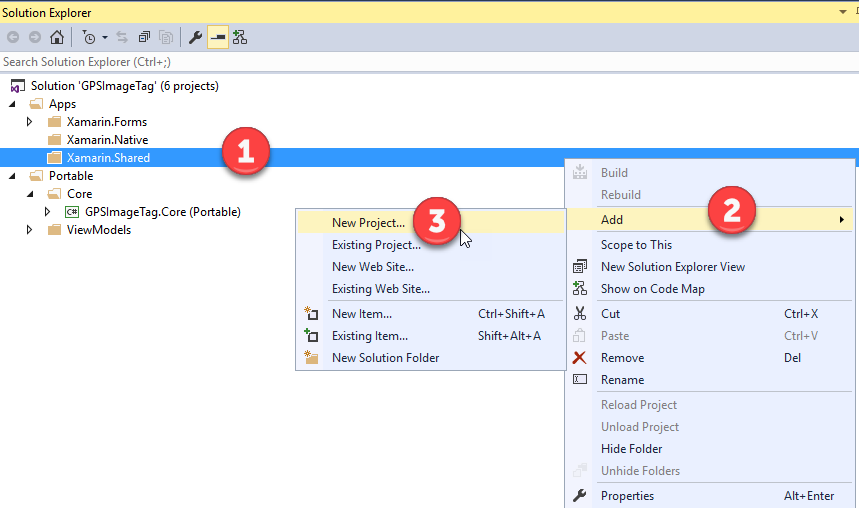 Solution Explorer
Search Solution Explorer (Ctrl+;)
Solution 'GPSImageTag' (6 projects)
Apps
Xamarin.Forms
Xamarin.Native
Xamarin.Shared
1
Portable
Core
C# GPSImageTag.Core (Portable)
ViewModels
Build
Rebuild
Add
2
Scope to This
New Solution Explorer View
Show on Code Map
Cut Ctrl+X
Paste Ctrl+V
Remove Del
Rename
Reload Project
Unload Project
Hide Folder
Unhide Folders
Properties Alt+Enter
New Project...
3
Existing Project...
New Web Site...
Existing Web Site...
New Item... Ctrl+Shift+A
Existing Item... Shift+Alt+A
New Solution Folder